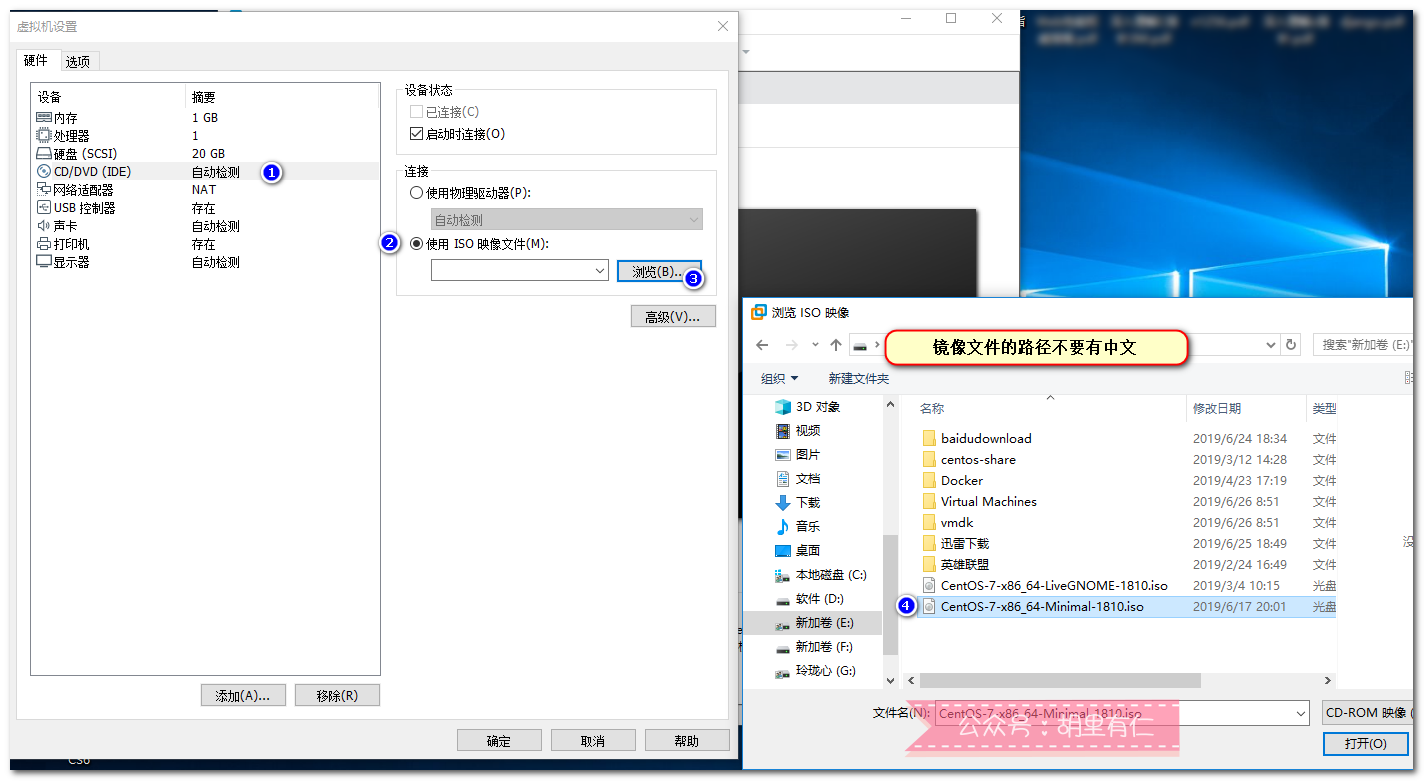 虚拟机设置
硬件 选项
设备 摘要
内存 1 GB
处理器 1
硬盘 (SCSI) 20 GB
CD/DVD (IDE) 自动检测 1
网络适配器 NAT
USB 控制器 存在
声卡 自动检测
打印机 存在
显示器 自动检测
添加(A)... 移除(R)
设备状态
已连接(C)
启动时连接(O)
连接
使用物理驱动器(P):
自动检测
2 使用 ISO 映像文件(M):
浏览(B)... 3
高级(V)...
确定 取消 帮助
CS6
浏览 ISO 映像
镜像文件的路径不要有中文
搜索"新加卷 (E:)"
组织 新建文件夹
3D 对象
视频
图片
文档
下载
音乐
桌面
本地磁盘 (C:)
软件 (D:)
新加卷 (E:)
新加卷 (F:)
玲珑心 (G:)
名称 修改日期 类型
baidudownload 2019/6/24 18:34 文件
centos-share 2019/3/12 14:28 文件
Docker 2019/4/23 17:19 文件
Virtual Machines 2019/6/26 8:51 文件
vmdk 2019/6/26 8:51 文件
迅雷下载 2019/6/25 18:49 文件
英雄联盟 2019/2/24 16:49 文件
CentOS-7-x86_64-LiveGNOME-1810.iso 2019/3/4 10:15 光盘
4 CentOS-7-x86_64-Minimal-1810.iso 2019/6/17 20:01 光盘
没
文件名(N): CentOS-7-x86_64-Minimal-1810.iso CD-ROM 映像 (
公众号：胡里有仁
打开(O)